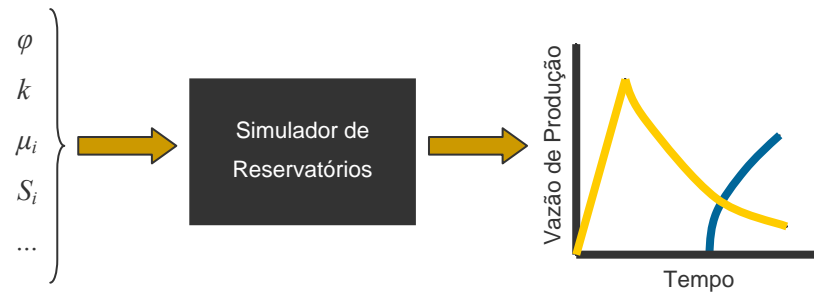 φ
k
μi
Si
...
Simulador de
Reservatórios
Vazão de Produção
Tempo